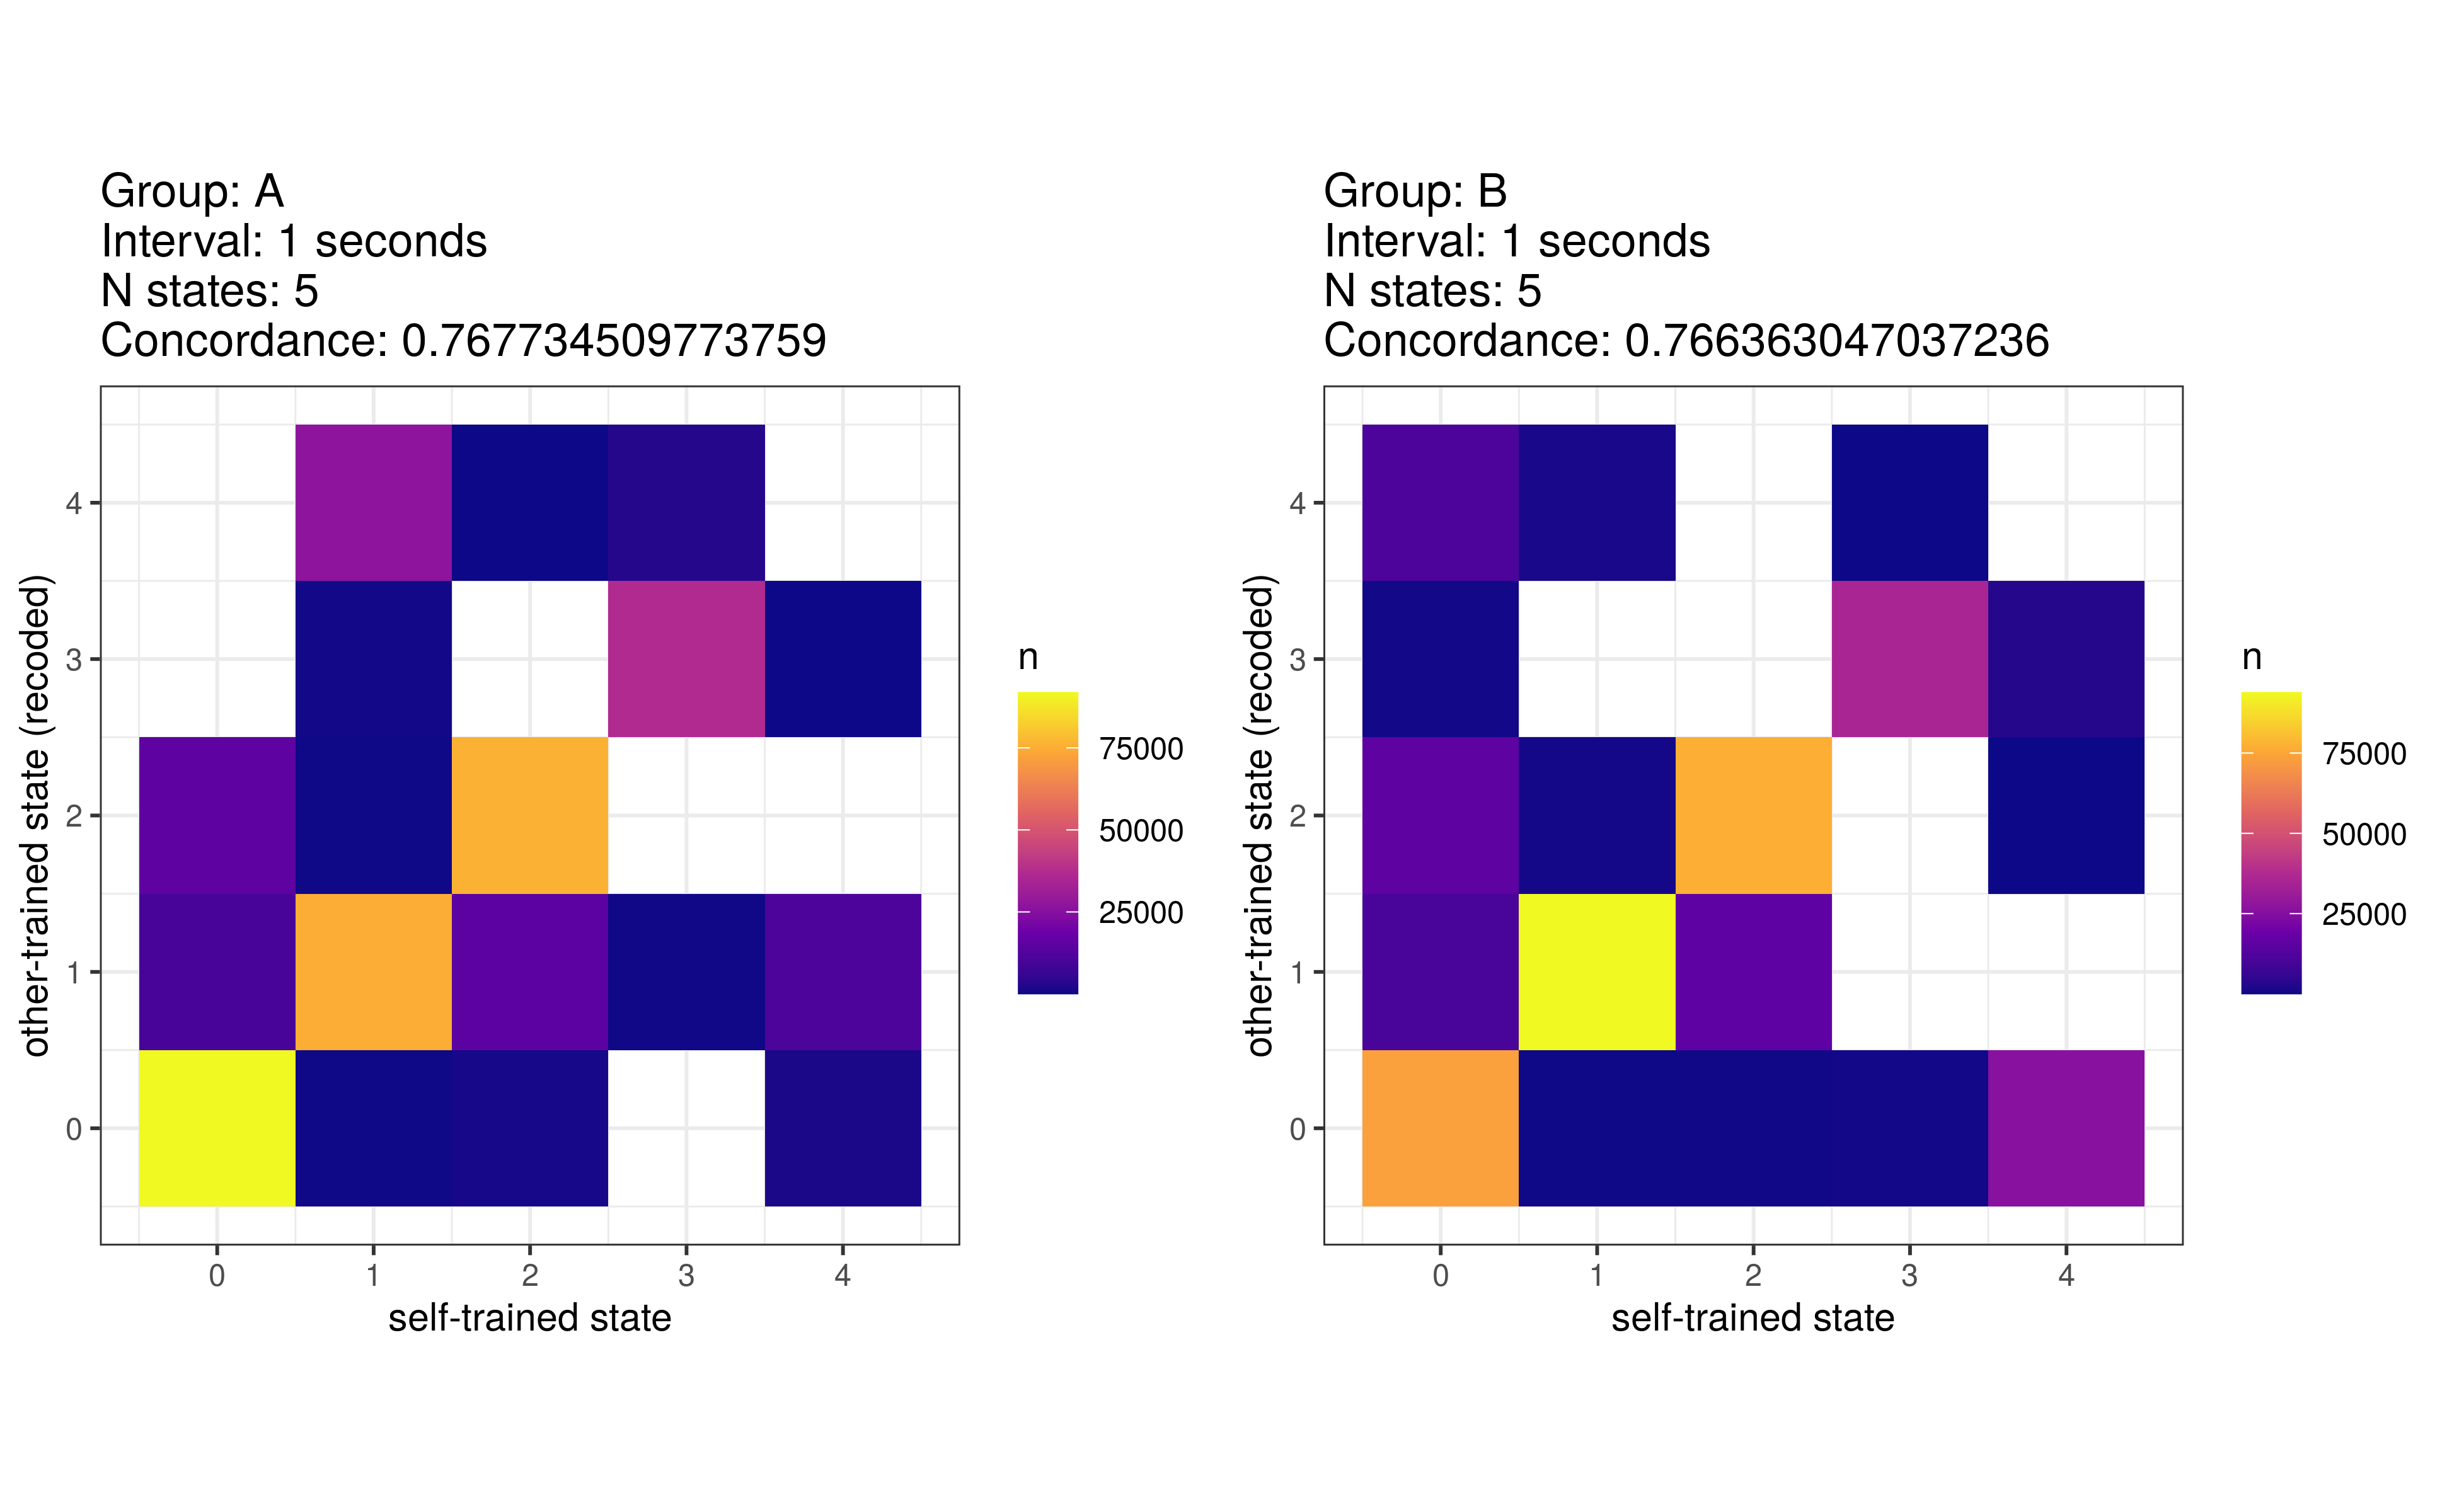 Group: A
Interval: 1 seconds
N states: 5
Concordance: 0.767734509773759
other-trained state (recoded)
4
3
2
1
0
0 1 2 3 4
self-trained state
n
75000
50000
25000
Group: B
Interval: 1 seconds
N states: 5
Concordance: 0.766363047037236
other-trained state (recoded)
4
3
2
1
0
0 1 2 3 4
self-trained state
n
75000
50000
25000